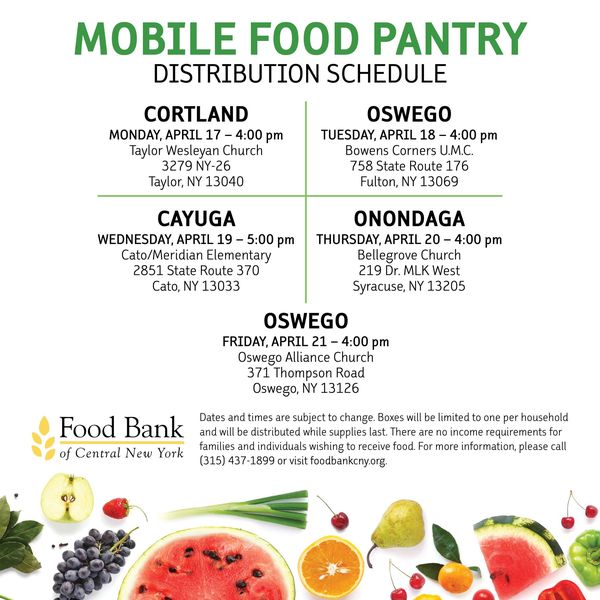 MOBILE FOOD PANTRY
DISTRIBUTION SCHEDULE
CORTLAND
MONDAY, APRIL 17 – 4:00 pm
Taylor Wesleyan Church
3279 NY-26
Taylor, NY 13040
OSWEGO
TUESDAY, APRIL 18 – 4:00 pm
Bowens Corners U.M.C.
758 State Route 176
Fulton, NY 13069
CAYUGA
WEDNESDAY, APRIL 19 – 5:00 pm
Cato/Meridian Elementary
2851 State Route 370
Cato, NY 13033
ONONDAGA
THURSDAY, APRIL 20 – 4:00 pm
Bellegrove Church
219 Dr. MLK West
Syracuse, NY 13205
OSWEGO
FRIDAY, APRIL 21 – 4:00 pm
Oswego Alliance Church
371 Thompson Road
Oswego, NY 13126
Food Bank
of Central New York
Dates and times are subject to change. Boxes will be limited to one per household
and will be distributed while supplies last. There are no income requirements for
families and individuals wishing to receive food. For more information, please call
(315) 437-1899 or visit foodbankcny.org.